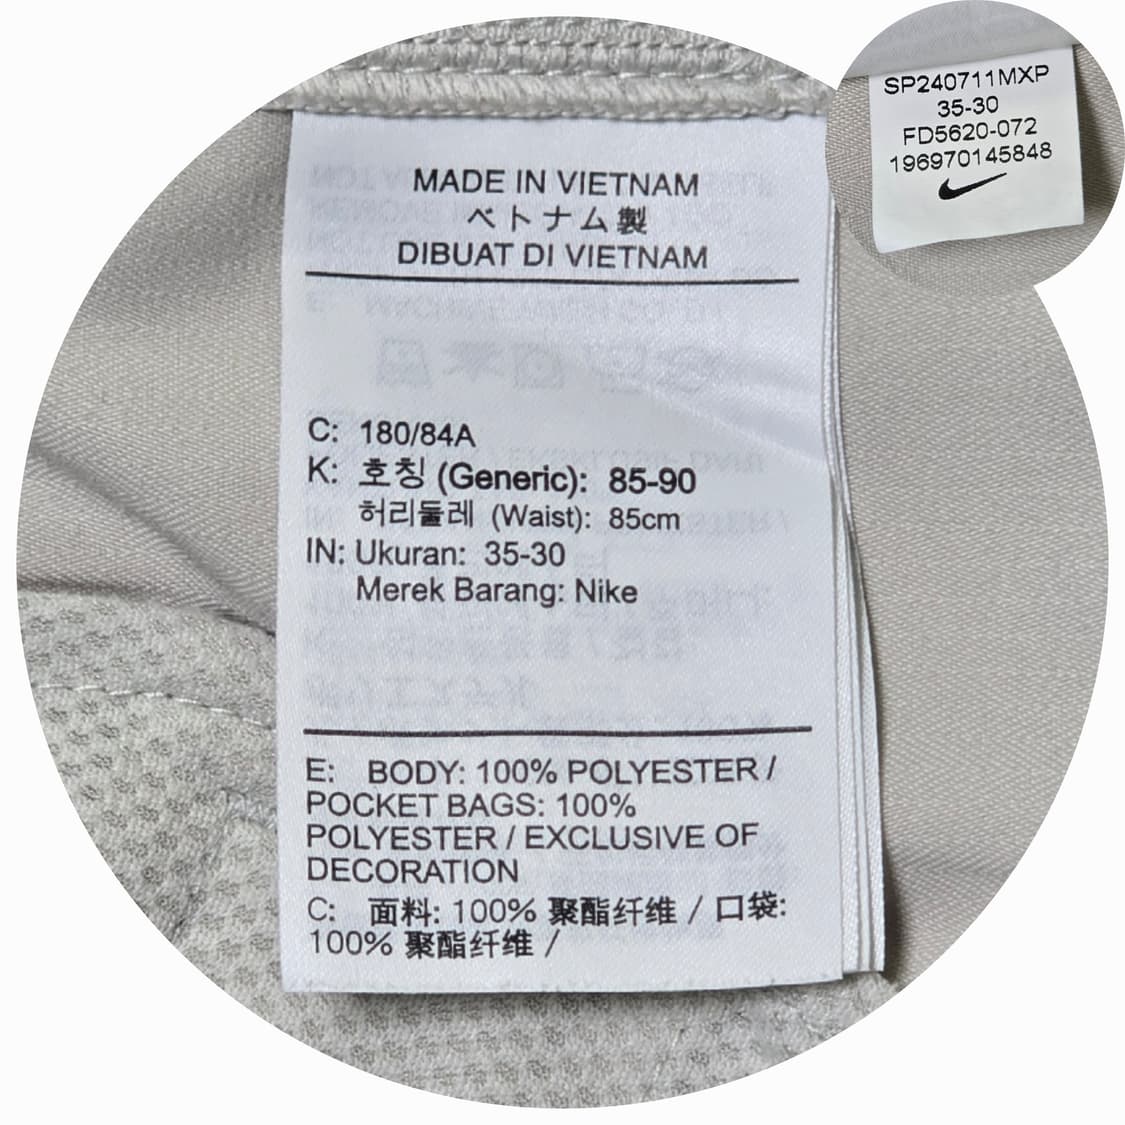 MADE IN VIETNAM
ベトナム製
DIBUAT DI VIETNAM
C: 180/84A
K: 호칭 (Generic): 85-90
허리둘레 (Waist): 85cm
IN: Ukuran: 35-30
Merek Barang: Nike
E: BODY: 100% POLYESTER /
POCKET BAGS: 100%
POLYESTER / EXCLUSIVE OF
DECORATION
C: 面料: 100% 聚酯纤维 / 口袋:
100% 聚酯纤维 /
SP240711MXP
35-30
FD5620-072
196970145848